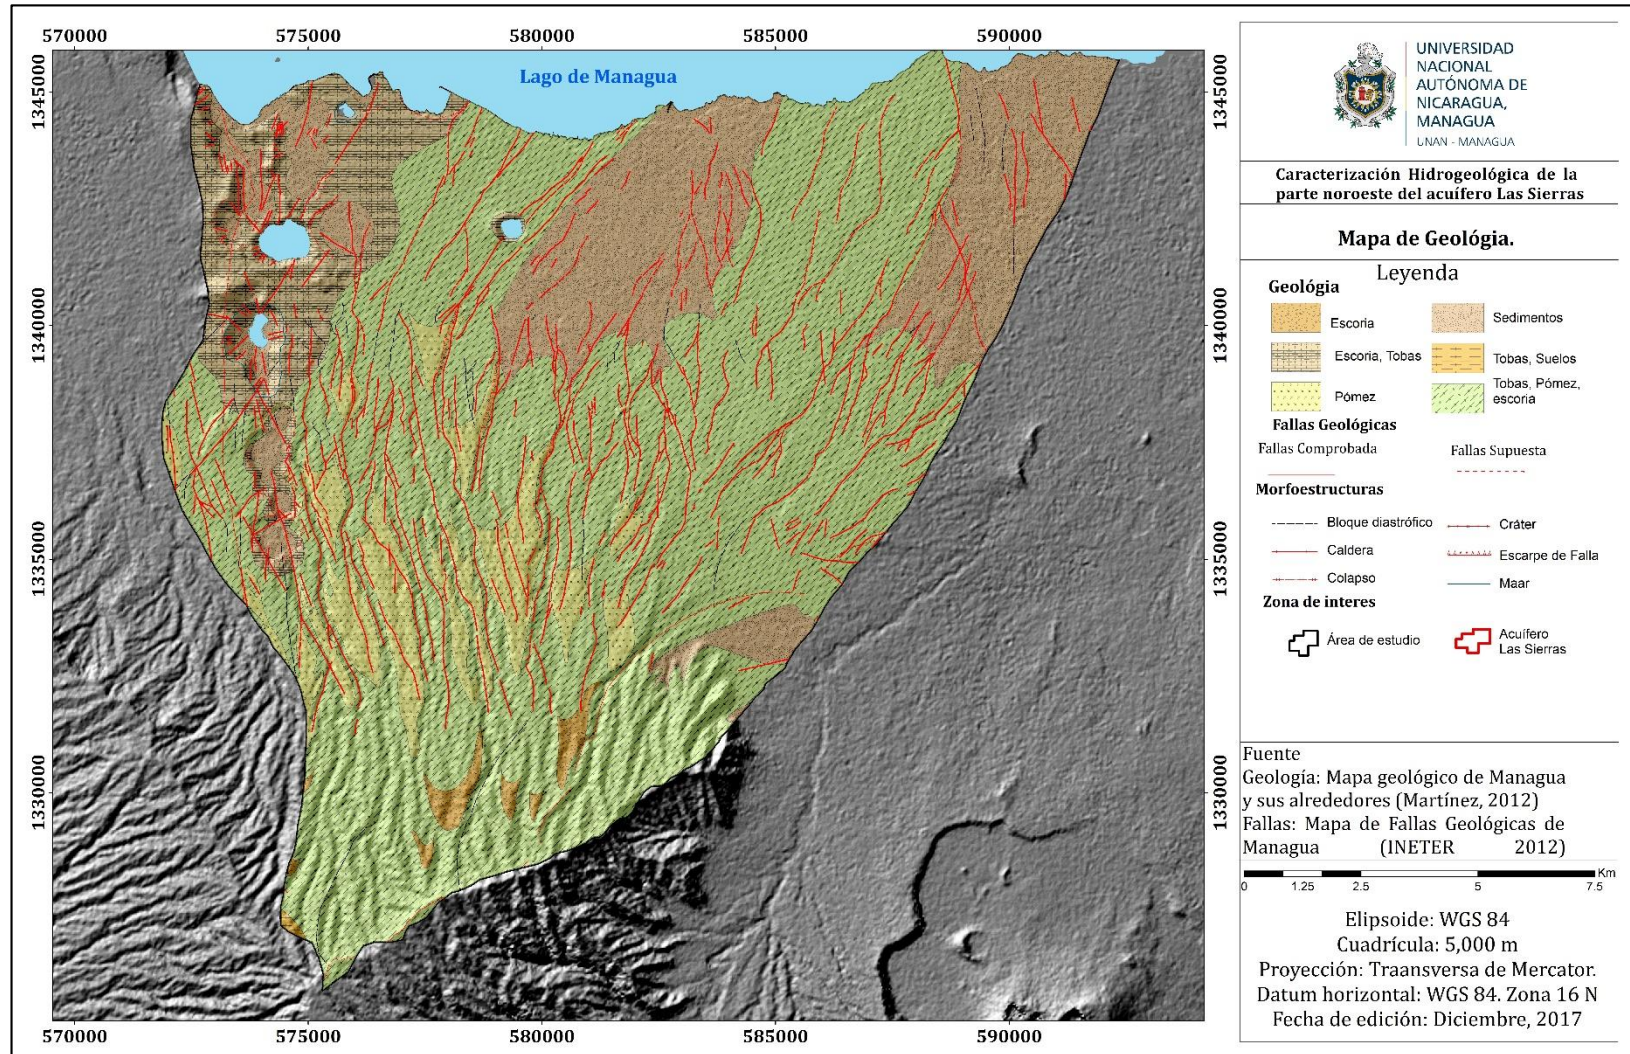 570000
575000
580000
585000
590000
1345000
1340000
1335000
1330000
Lago de Managua
1345000
1340000
1335000
1330000
570000
575000
580000
585000
590000
UNIVERSIDAD
NACIONAL
AUTÓNOMA DE
NICARAGUA,
MANAGUA
UNAN - MANAGUA
Caracterización Hidrogeológica de la
parte noroeste del acuífero Las Sierras
Mapa de Geológia.
Leyenda
Geológia
Escoria
Sedimentos
Escoria, Tobas
Tobas, Suelos
Pómez
Tobas, Pómez,
escoria
Fallas Geológicas
Fallas Comprobada
Fallas Supuesta
Morfoestructuras
Bloque diastrófico
Cráter
Caldera
Escarpe de Falla
Colapso
Maar
Zona de interes
Área de estudio
Acuífero
Las Sierras
Fuente
Geología: Mapa geológico de Managua
y sus alrededores (Martínez, 2012)
Fallas: Mapa de Fallas Geológicas de
Managua (INETER 2012)
Km
0 1.25 2.5 5 7.5
Elipsoide: WGS 84
Cuadrícula: 5,000 m
Proyección: Traansversa de Mercator.
Datum horizontal: WGS 84. Zona 16 N
Fecha de edición: Diciembre, 2017